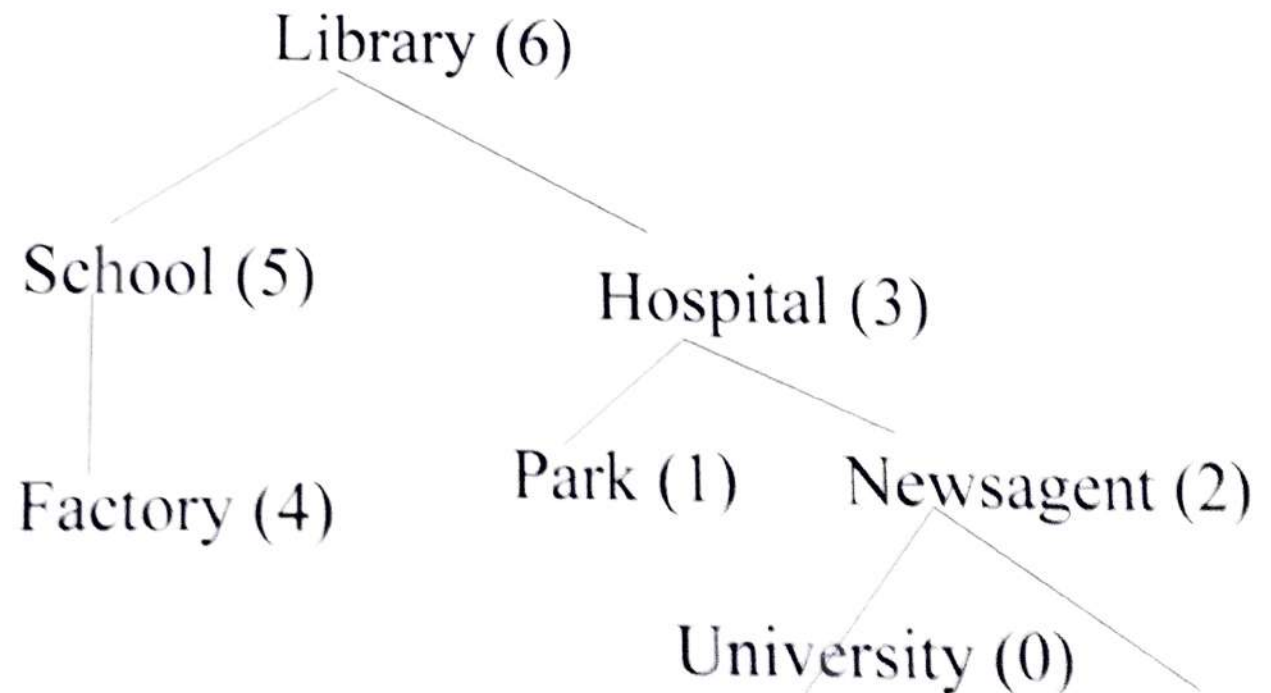 Library (6)
School (5)
Hospital (3)
Park (1)
Newsagent (2)
Factory (4)
University (0)